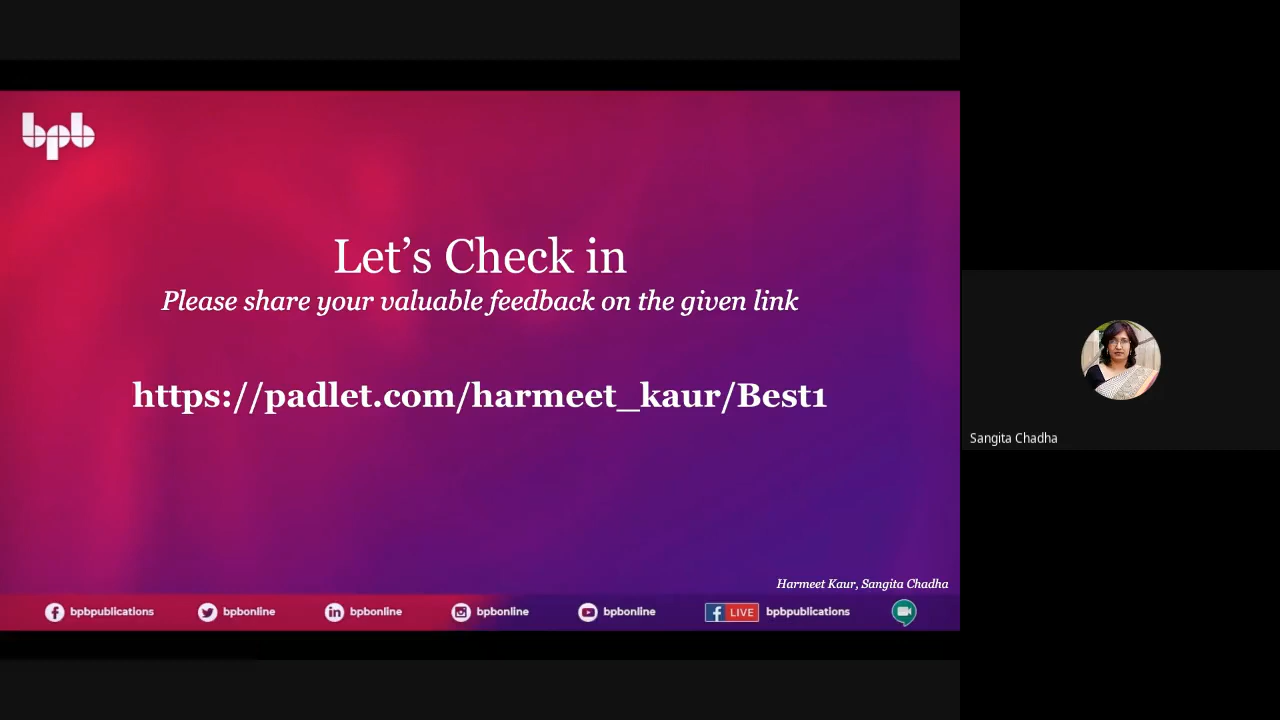 bpb
Let's Check in
Please share your valuable feedback on the given link
https://padlet.com/harmeet_kaur/Best1
Sangita Chadha
Harmeet Kaur, Sangita Chadha
bpbpublications bpbonline bpbonline bpbonline bpbonline LIVE bpbpublications